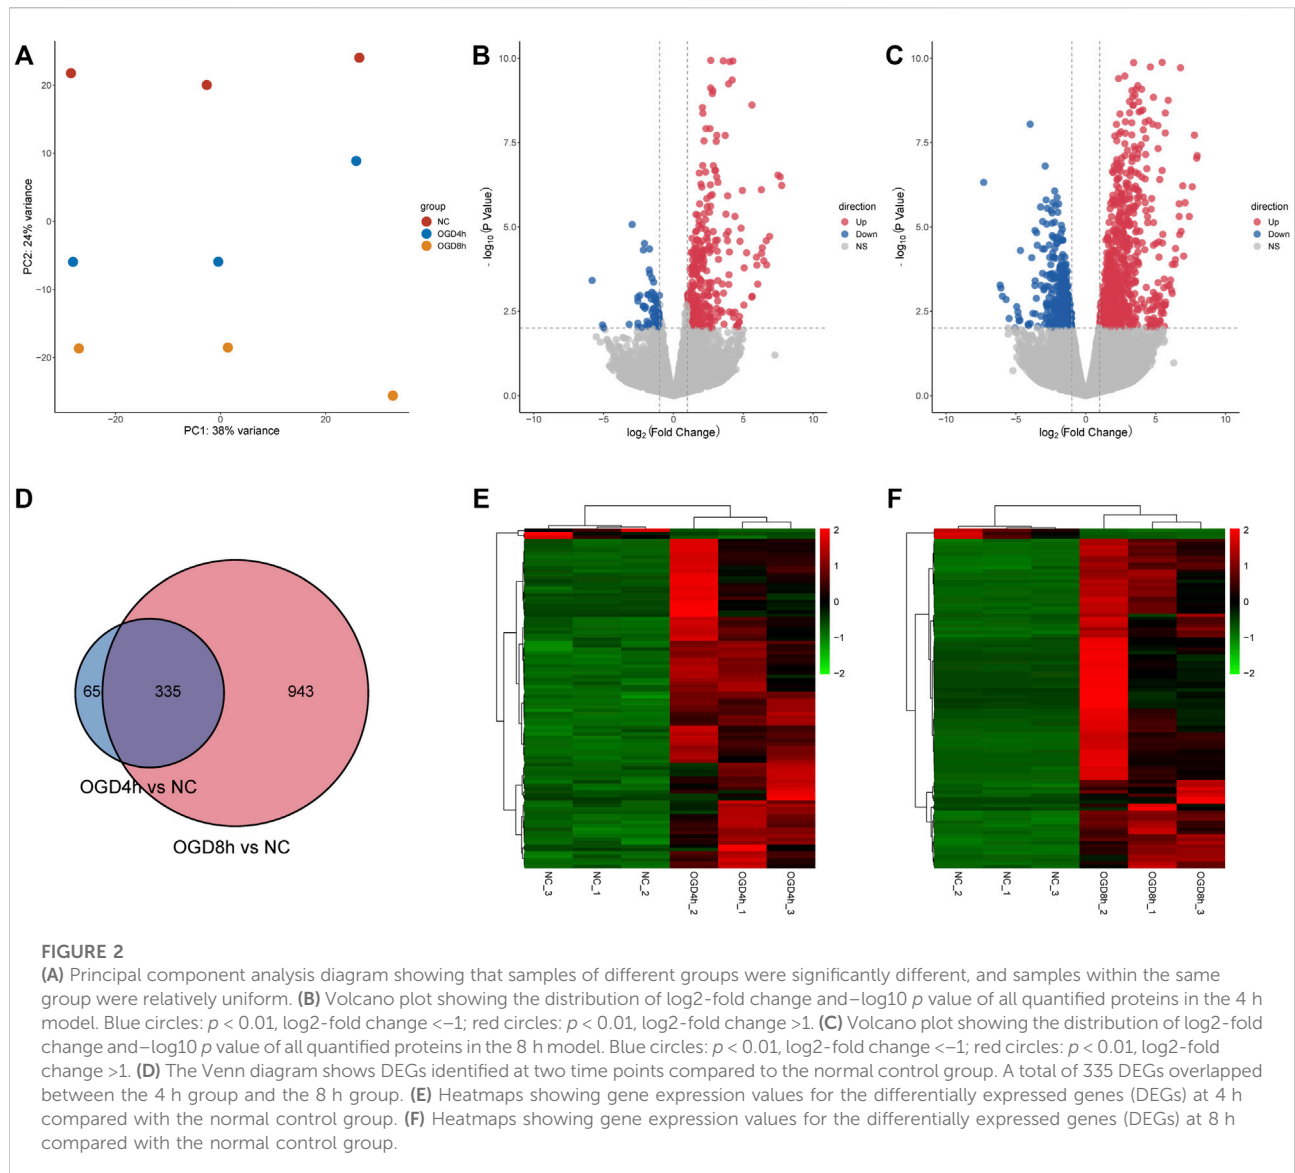 A
20
10
0
−10
−20
PC2: 24% variance
−20
0
20
PC1: 38% variance
group
NC
OGD4h
OGD8h
B
10.0
7.5
5.0
2.5
0.0
- log10 (P Value)
−10
−5
0
5
10
log2 (Fold Change)
direction
Up
Down
NS
C
10.0
7.5
5.0
2.5
0.0
- log10 (P Value)
−10
−5
0
5
10
log2 (Fold Change)
direction
Up
Down
NS
D
65
335
943
OGD4h vs NC
OGD8h vs NC
E
2
1
0
−1
−2
NC_3
NC_1
NC_2
OGD4h_2
OGD4h_1
OGD4h_3
F
2
1
0
−1
−2
NC_2
NC_1
NC_3
OGD8h_2
OGD8h_1
OGD8h_3
FIGURE 2
(A) Principal component analysis diagram showing that samples of different groups were significantly different, and samples within the same
group were relatively uniform. (B) Volcano plot showing the distribution of log2-fold change and–log10 p value of all quantified proteins in the 4 h
model. Blue circles: p < 0.01, log2-fold change <–1; red circles: p < 0.01, log2-fold change >1. (C) Volcano plot showing the distribution of log2-fold
change and–log10 p value of all quantified proteins in the 8 h model. Blue circles: p < 0.01, log2-fold change <–1; red circles: p < 0.01, log2-fold
change >1. (D) The Venn diagram shows DEGs identified at two time points compared to the normal control group. A total of 335 DEGs overlapped
between the 4 h group and the 8 h group. (E) Heatmaps showing gene expression values for the differentially expressed genes (DEGs) at 4 h
compared with the normal control group. (F) Heatmaps showing gene expression values for the differentially expressed genes (DEGs) at 8 h
compared with the normal control group.